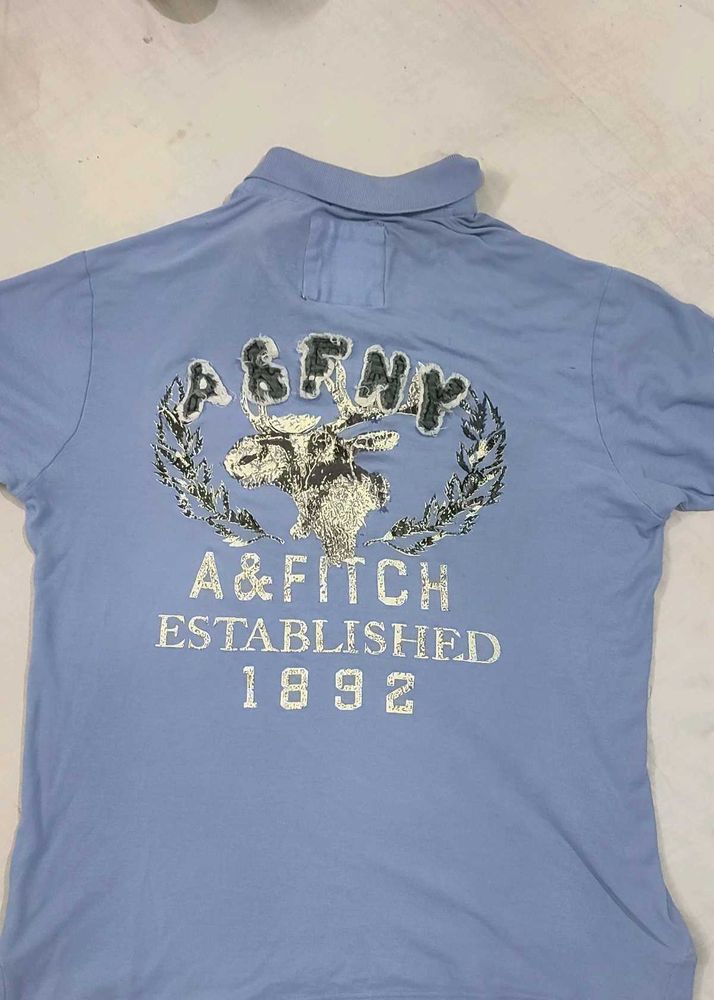 A&FNY
A&FITCH
ESTABLISHED
1892